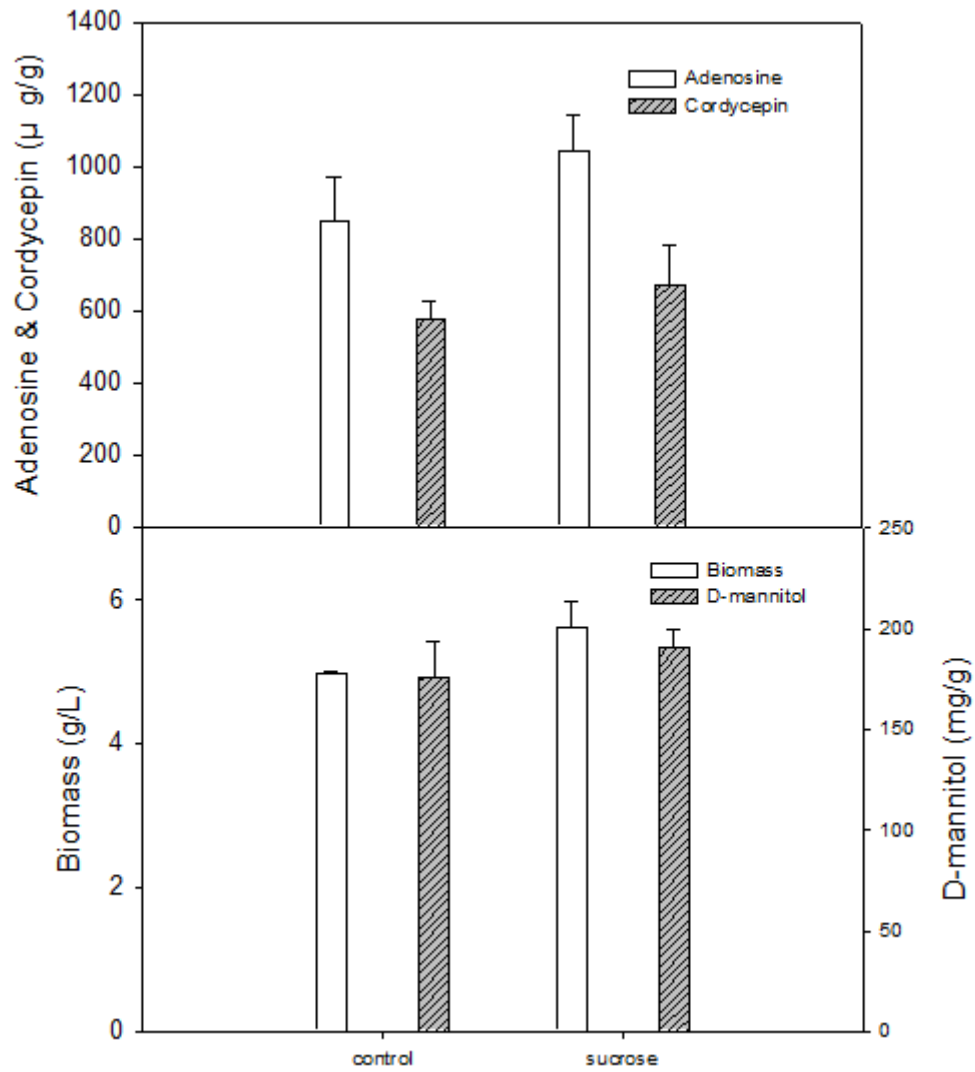 Adenosine & Cordycepin (μ g/g)
1400
1200
1000
800
600
400
200
0
Adenosine
Cordycepin
Biomass (g/L)
6
4
2
0
Biomass
D-mannitol
250
200
150
100
50
0
D-mannitol (mg/g)
control
sucrose